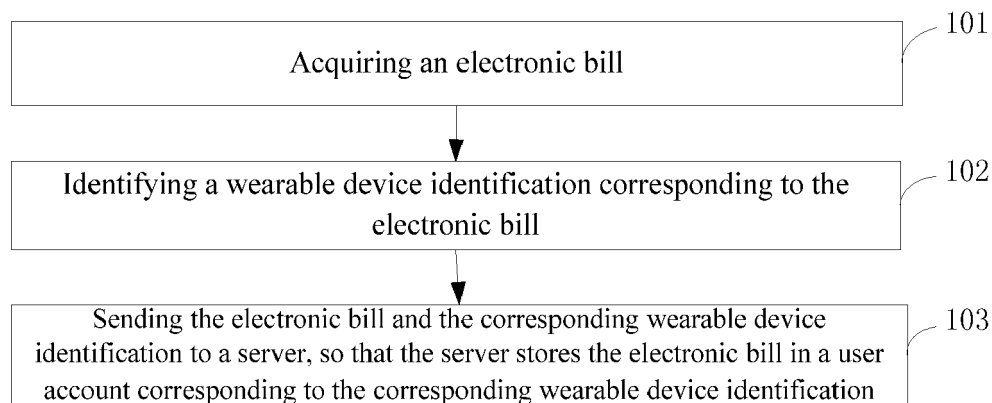 101
Acquiring an electronic bill
102
Identifying a wearable device identification corresponding to the
electronic bill
103
Sending the electronic bill and the corresponding wearable device
identification to a server, so that the server stores the electronic bill in a user
account corresponding to the corresponding wearable device identification